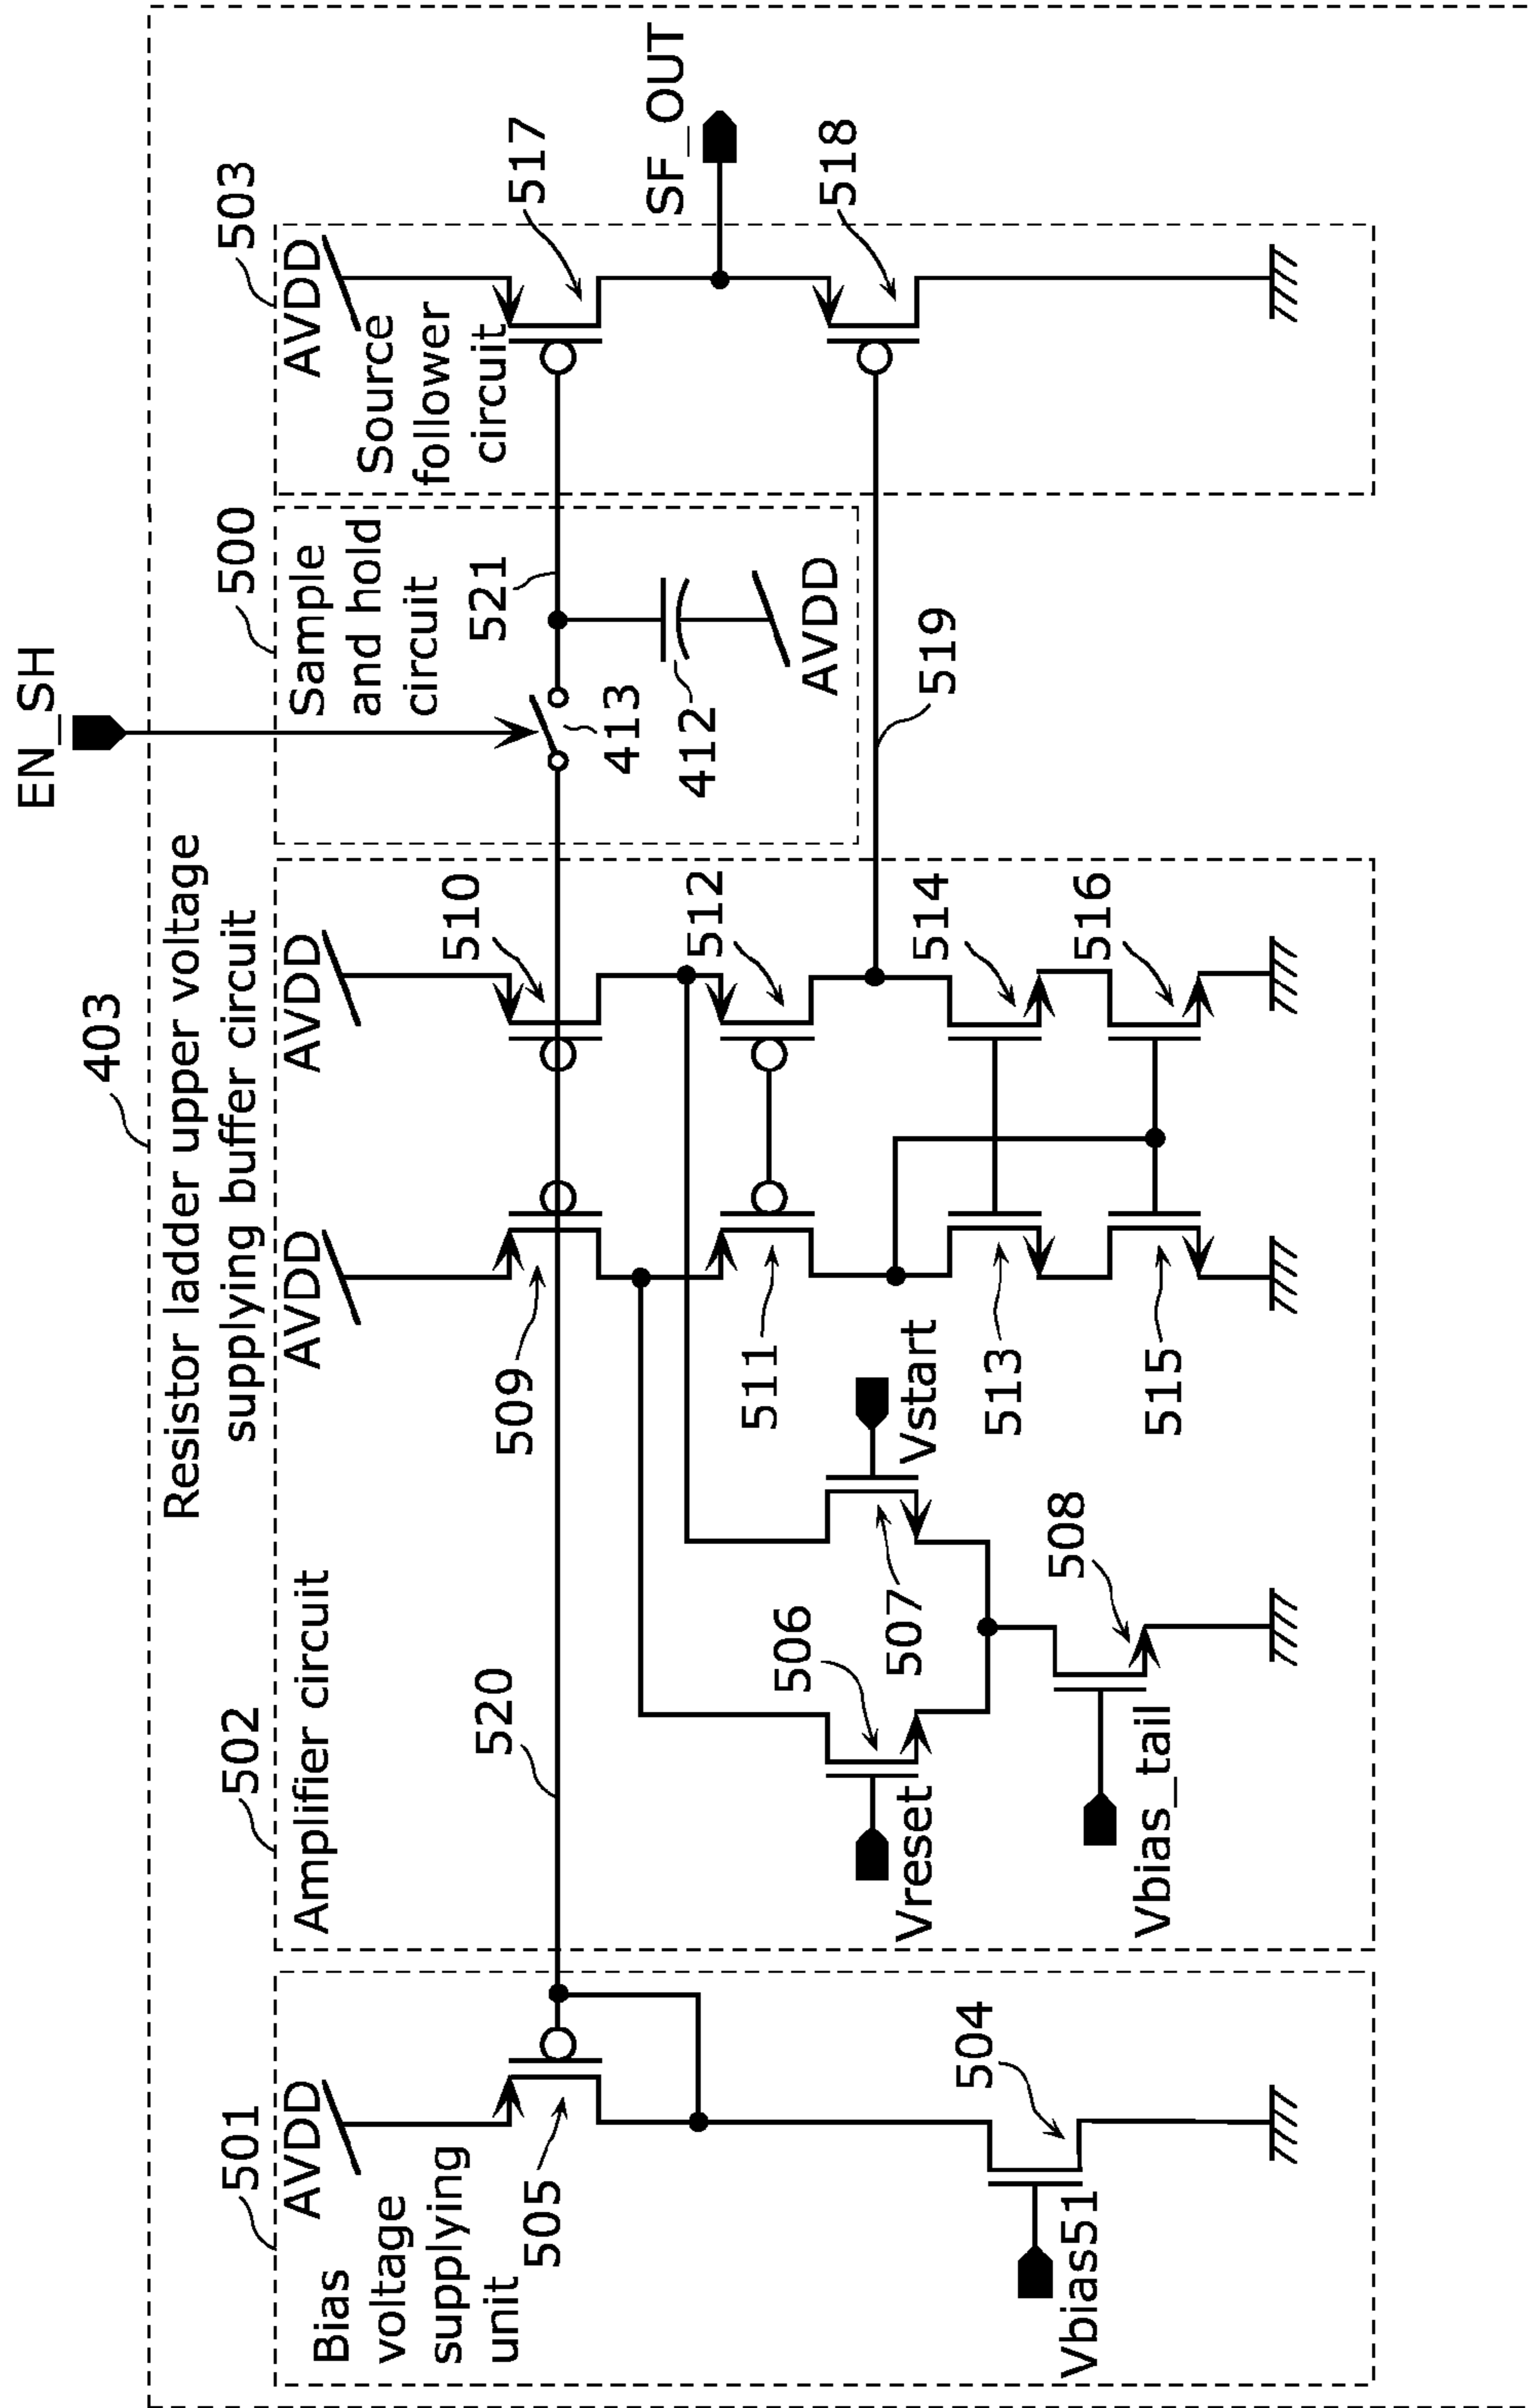 403
Resistor ladder upper voltage
supplying buffer circuit
EN_SH
501
AVDD
Bias
voltage
supplying
unit
505
504
Vbias51
502
Amplifier circuit
520
AVDD
AVDD
509
510
511
512
506
507
Vreset
Vstart
508
Vbias_tail
513
514
515
516
500
Sample
and hold
circuit
521
413
412
AVDD
519
503
AVDD
Source
follower
circuit
517
SF_OUT
518